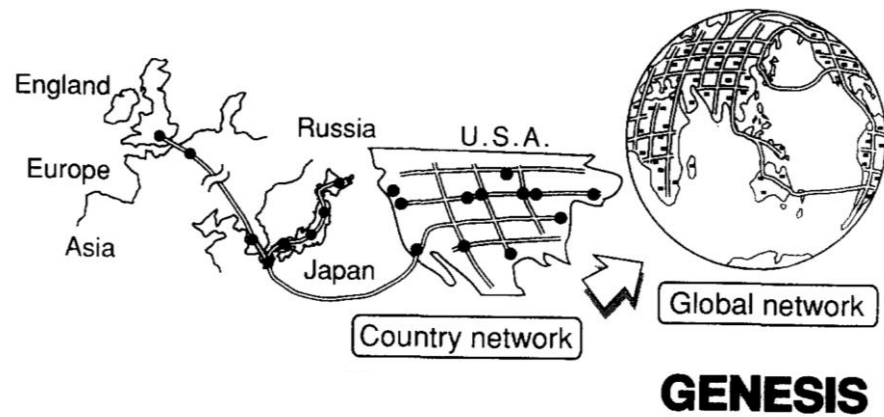 England
Europe
Asia
Russia
Japan
U.S.A.
Country network
Global network
GENESIS